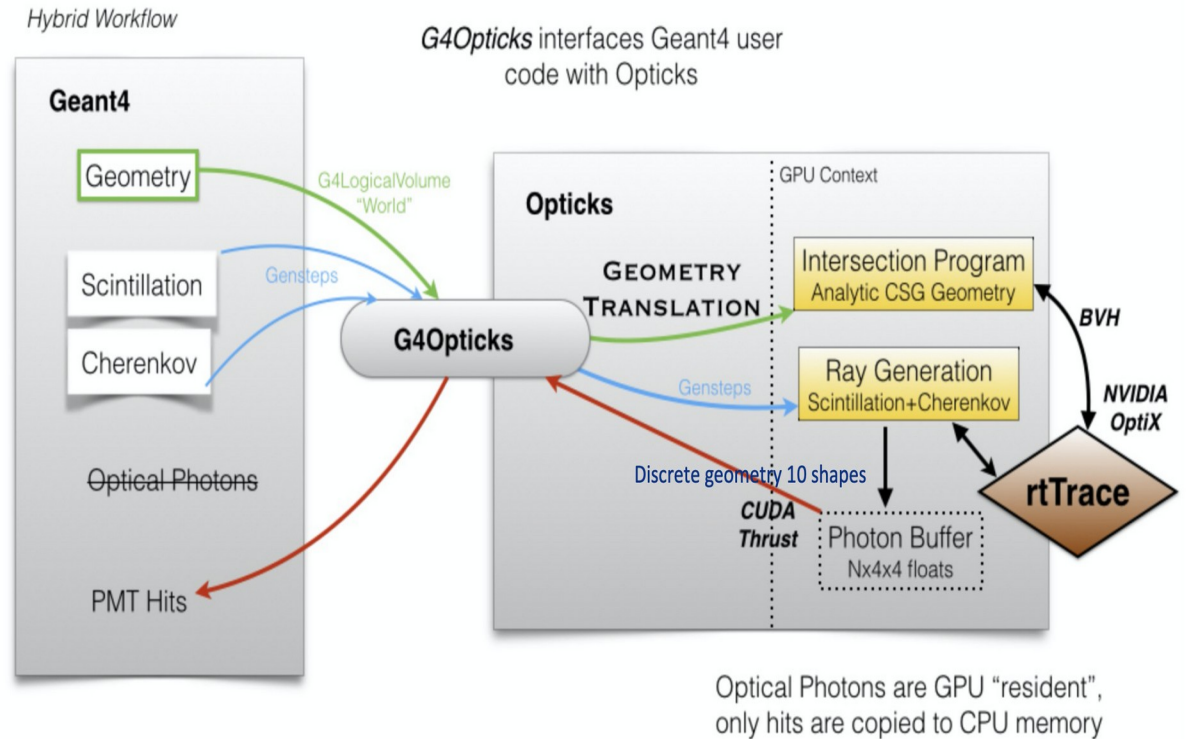 Hybrid Workflow
G4Opticks interfaces Geant4 user
code with Opticks
Geant4
Geometry
G4LogicalVolume
“World”
Scintillation
Gensteps
Cherenkov
Optical Photons
PMT Hits
G4Opticks
Opticks
GPU Context
GEOMETRY
TRANSLATION
Intersection Program
Analytic CSG Geometry
BVH
Gensteps
Ray Generation
Scintillation+Cherenkov
NVIDIA
OptiX
rtTrace
Discrete geometry 10 shapes
CUDA
Thrust
Photon Buffer
Nx4x4 floats
Optical Photons are GPU “resident”,
only hits are copied to CPU memory